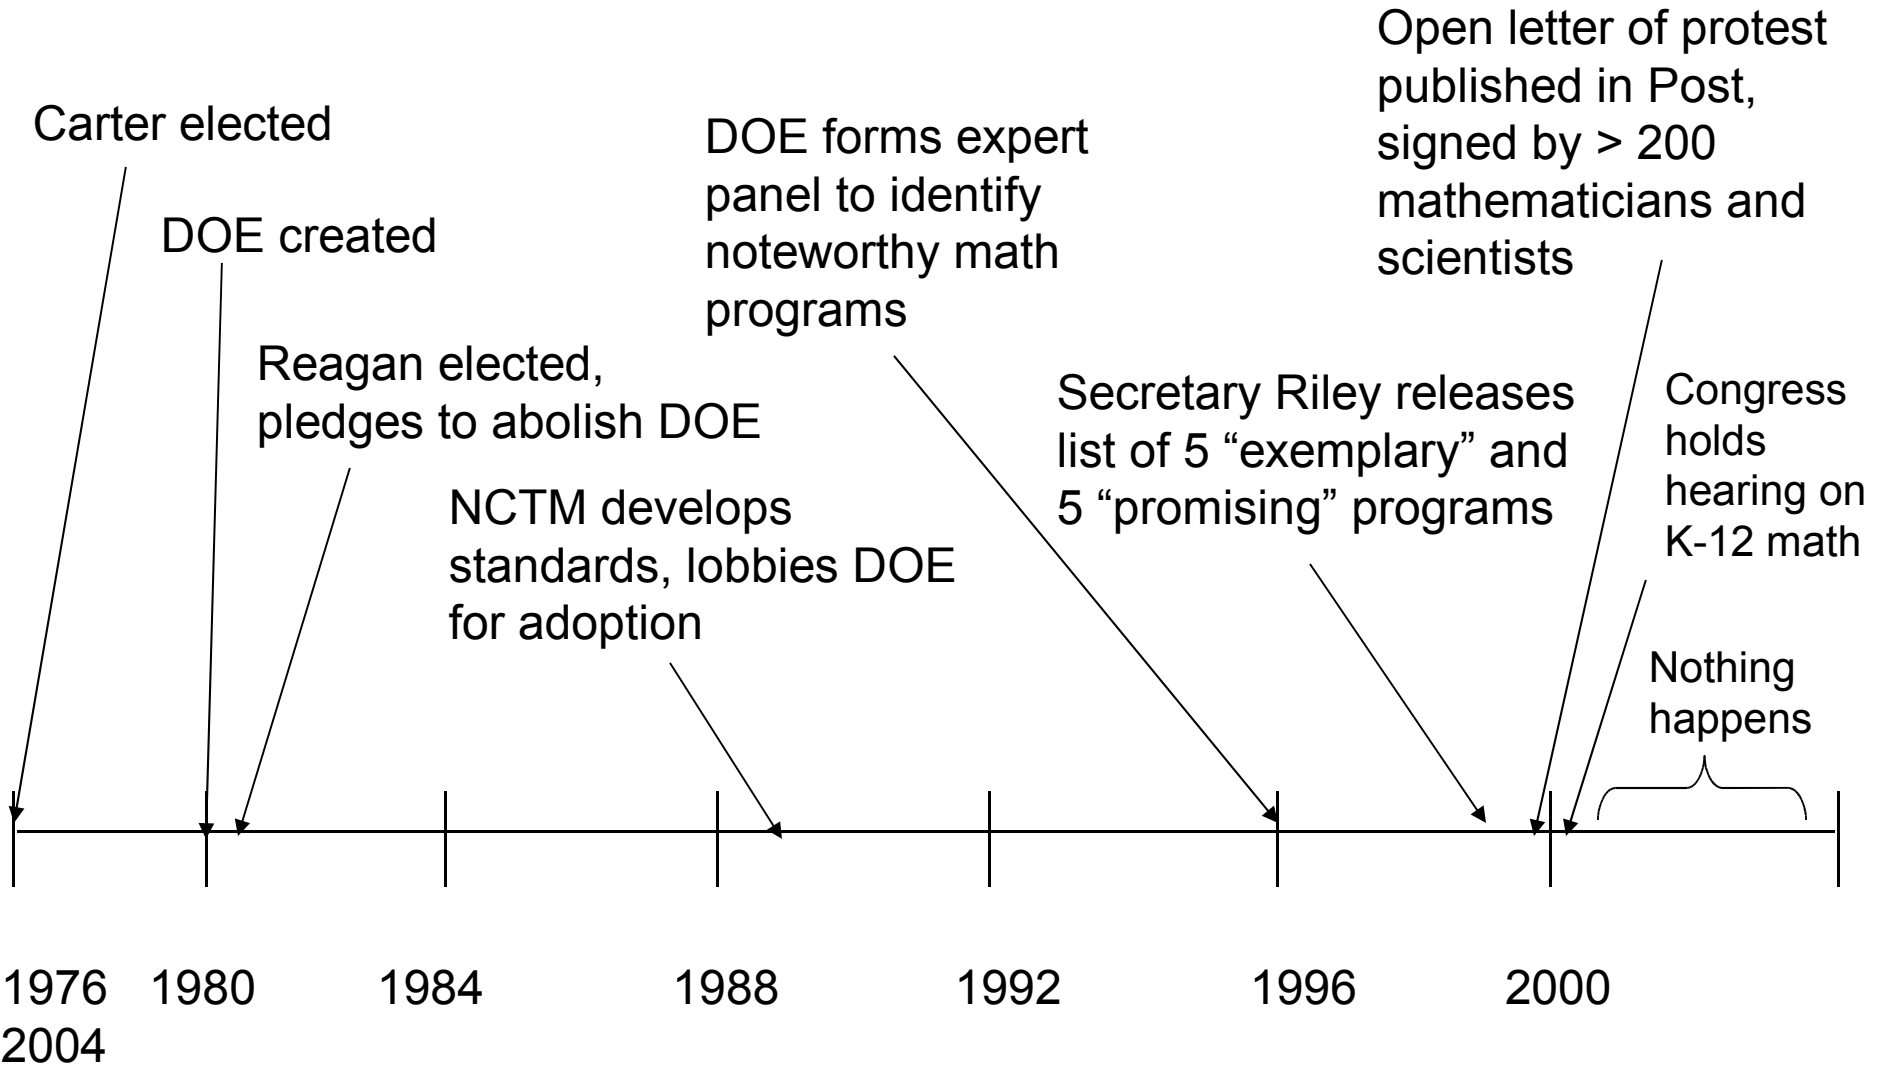 Carter elected
DOE created
Reagan elected,
pledges to abolish DOE
NCTM develops
standards, lobbies DOE
for adoption
DOE forms expert
panel to identify
noteworthy math
programs
Secretary Riley releases
list of 5 “exemplary” and
5 “promising” programs
Open letter of protest
published in Post,
signed by > 200
mathematicians and
scientists
Congress
holds
hearing on
K-12 math
Nothing
happens
1976 1980 1984 1988 1992 1996 2000
2004